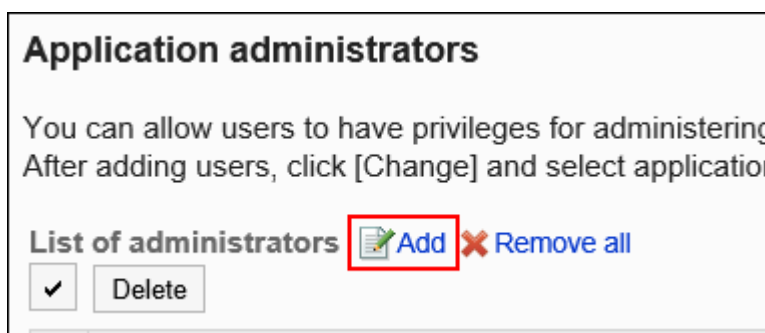 Application administrators
You can allow users to have privileges for administering
After adding users, click [Change] and select
List of administrators Add Remove all
Delete